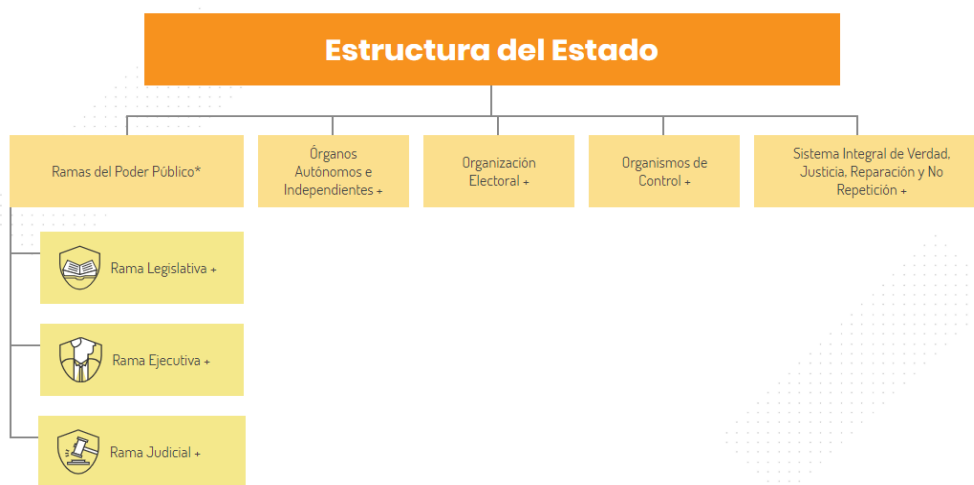 Estructura del Estado
Ramas del Poder Público*
Órganos
Autónomos e
Independientes +
Organización
Electoral +
Organismos de
Control +
Sistema Integral de Verdad,
Justicia, Reparación y No
Repetición +
Rama Legislativa +
Rama Ejecutiva +
Rama Judicial +